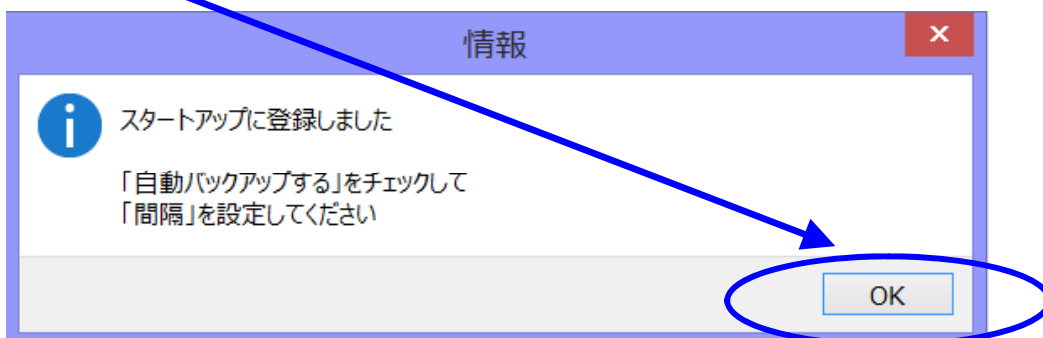 情報
スタートアップに登録しました
「自動バックアップする」をチェックして
「間隔」を設定してください
OK